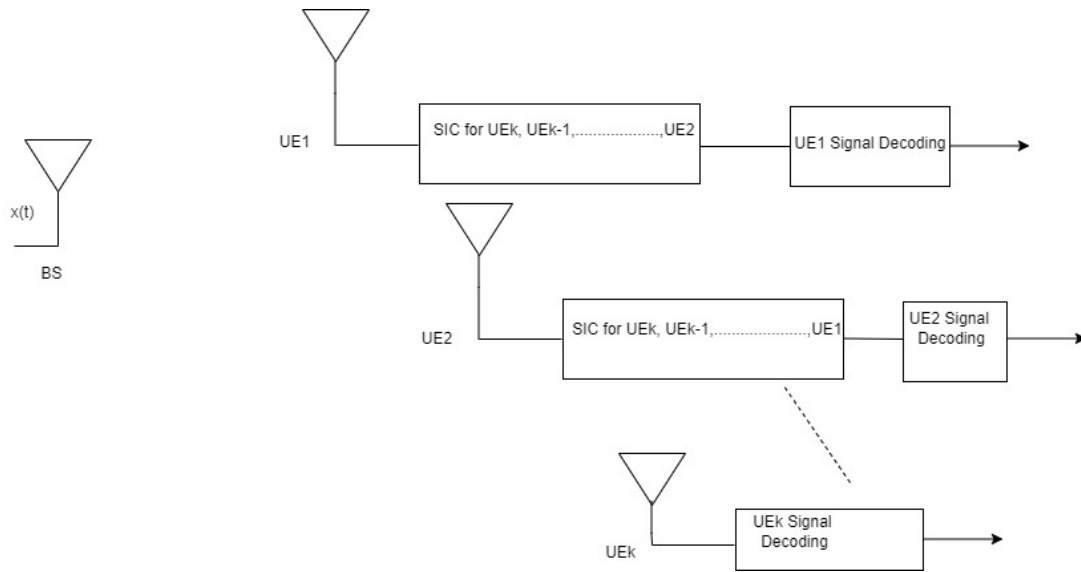 SIC for UEk, UEk-1,....................,UE2
UE1
UE1 Signal Decoding
x(t)
BS
SIC for UEk, UEk-1,.......................,UE1
UE2
UE2 Signal
Decoding
UEk Signal
Decoding
UEk